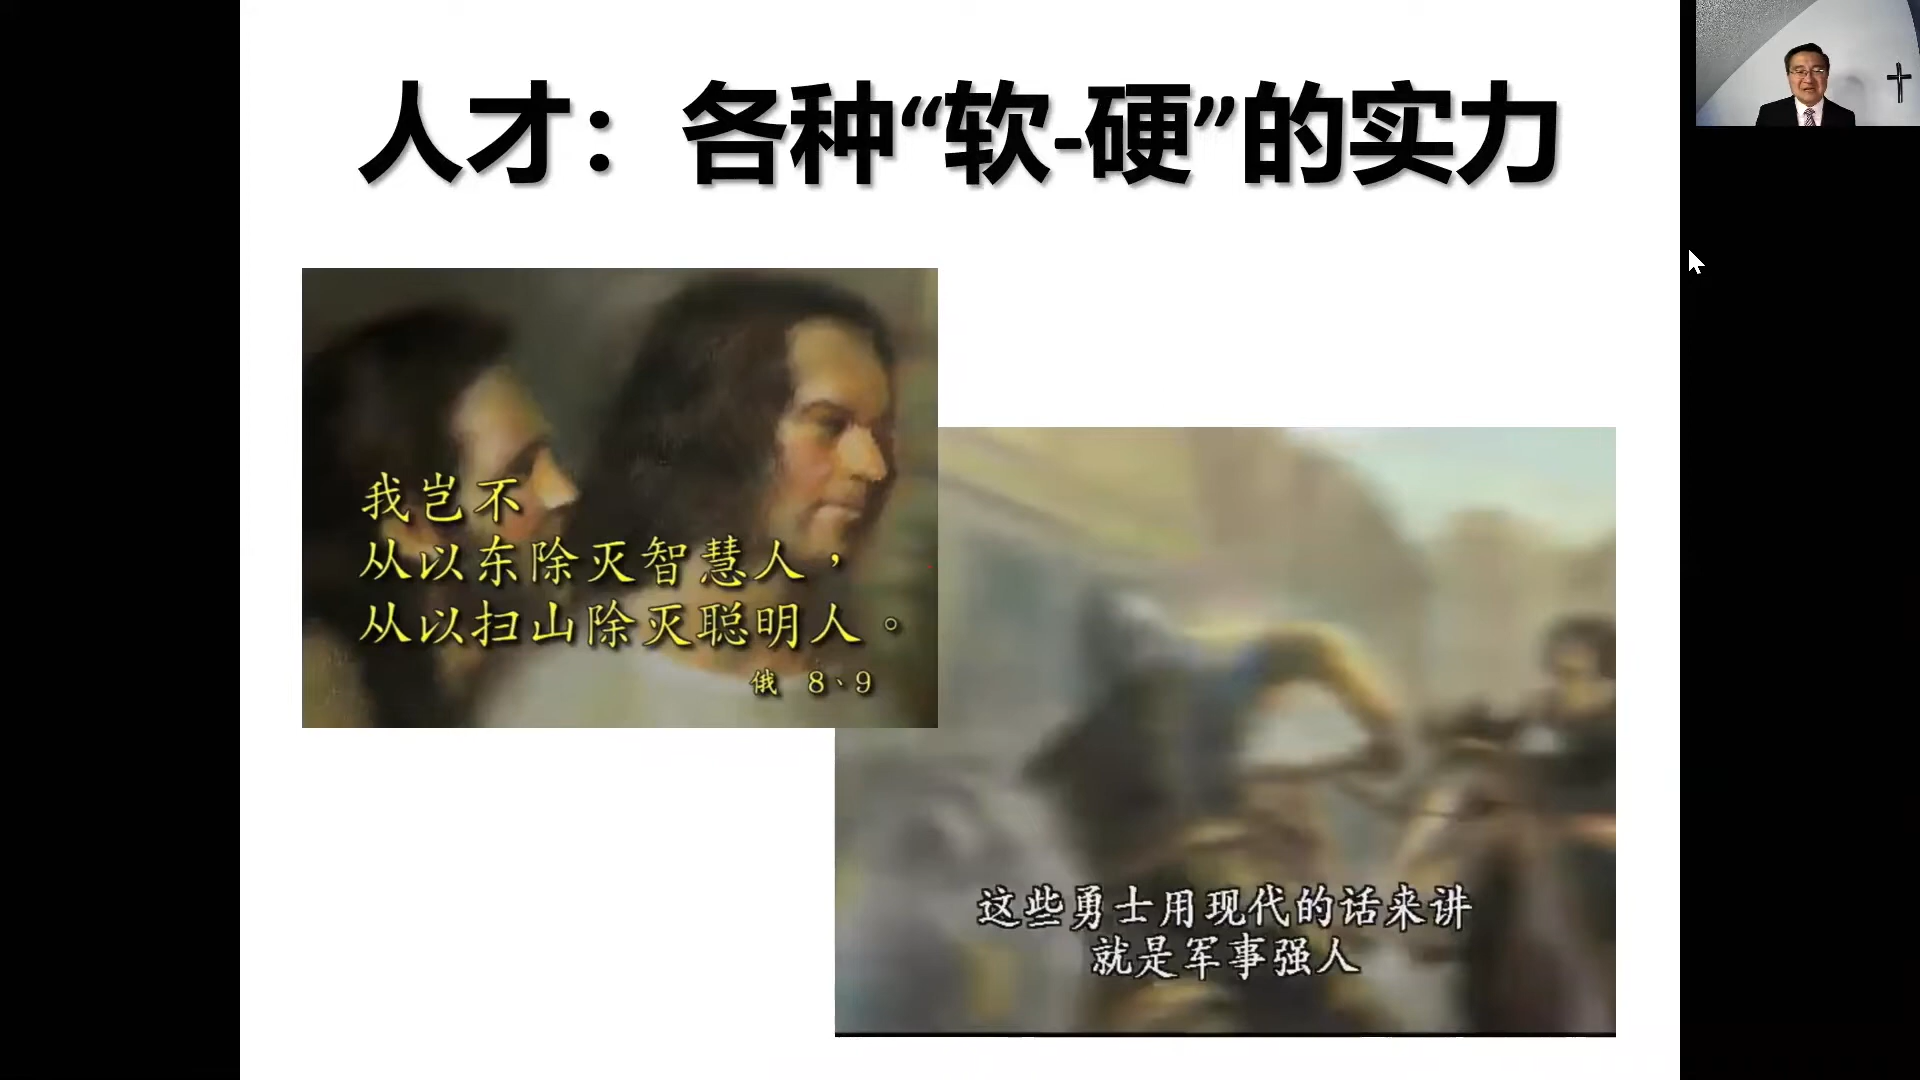 人才：各种“软-硬”的实力
我岂不
从以东除灭智慧人，
从以扫山除灭聪明人。
俄 8、9
这些勇士用现代的话来讲
就是军事强人